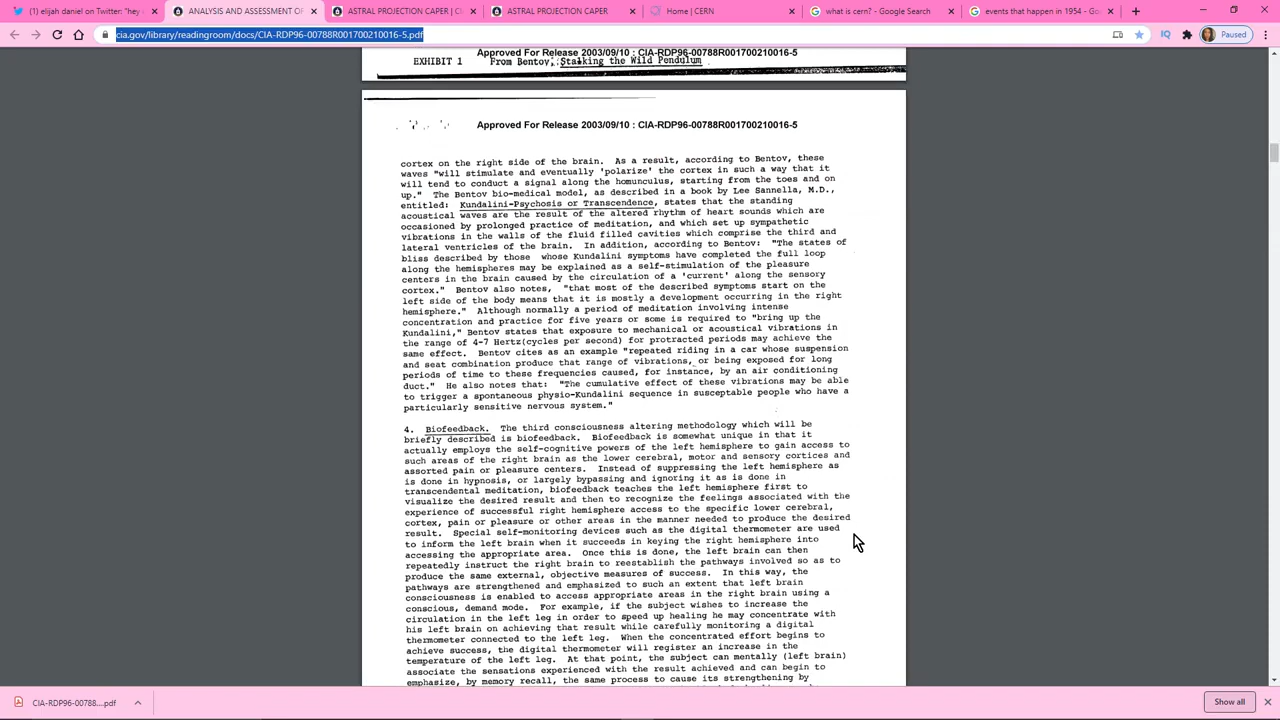 (1) elijah daniel on Twitter: "hey
ANALYSIS AND ASSESSMENT OF
ASTRAL PROJECTION CAPER | C
ASTRAL PROJECTION CAPER
Home | CERN
what is cern? - Google Search
events that happen in 1954 - Goo
cia.gov/library/readingroom/docs/CIA-RDP96-00788R001700210016-5.pdf
Paused
Approved For Release 2003/09/10 : CIA-RDP96-00788R001700210016-5
EXHIBIT 1 From Bentov, Stalking the Wild Pendulum
Approved For Release 2003/09/10 : CIA-RDP96-00788R001700210016-5
cortex on the right side of the brain. As a result, according to Bentov, these
waves "will stimulate and eventually 'polarize' the cortex in such a way that it
will tend to conduct a signal along the homunculus, starting from the toes and on
up." The Bentov bio-medical model, as described in a book by Lee Sannella, M.D.,
entitled: Kundalini-Psychosis or Transcendence, states that the standing
acoustical waves are the result of the altered rhythm of heart sounds which are
occasioned by prolonged practice of meditation, and which set up sympathetic
vibrations in the walls of the fluid filled cavities which comprise the third and
lateral ventricles of the brain. In addition, according to Bentov: "The states of
bliss described by those whose Kundalini symptoms have completed the full loop
along the hemispheres may be explained as a self-stimulation of the pleasure
centers in the brain caused by the circulation of a 'current' along the sensory
cortex." Bentov also notes, "that most of the described symptoms start on the
left side of the body means that it is mostly a development occurring in the right
hemisphere." Although normally a period of meditation involving intense
concentration and practice for five years or some is required to "bring up the
Kundalini," Bentov states that exposure to mechanical or acoustical vibrations in
the range of 4-7 Hertz(cycles per second) for protracted periods may achieve the
same effect. Bentov cites as an example "repeated riding in a car whose suspension
and seat combination produce that range of vibrations, or being exposed for long
periods of time to these frequencies caused, for instance, by an air conditioning
duct." He also notes that: "The cumulative effect of these vibrations may be able
to trigger a spontaneous physio-Kundalini sequence in susceptable people who have a
particularly sensitive nervous system."
4. Biofeedback. The third consciousness altering methodology which will be
briefly described is biofeedback. Biofeedback is somewhat unique in that it
actually employs the self-cognitive powers of the left hemisphere to gain access to
such areas of the right brain as the lower cerebral, motor and sensory cortices and
assorted pain or pleasure centers. Instead of suppressing the left hemisphere as
is done in hypnosis, or largely bypassing and ignoring it as is done in
transcendental meditation, biofeedback teaches the left hemisphere first to
visualize the desired result and then to recognize the feelings associated with the
experience of successful right hemisphere access to the specific lower cerebral,
cortex, pain or pleasure or other areas in the manner needed to produce the desired
result. Special self-monitoring devices such as the digital thermometer are used
to inform the left brain when it succeeds in keying the right hemisphere into
accessing the appropriate area. Once this is done, the left brain can then
repeatedly instruct the right brain to reestablish the pathways involved so as to
produce the same external, objective measures of success. In this way, the
pathways are strengthened and emphasized to such an extent that left brain
consciousness is enabled to access appropriate areas in the right brain using a
conscious, demand mode. For example, if the subject wishes to increase the
circulation in the left leg in order to speed up healing he may concentrate with
his left brain on achieving that result while carefully monitoring a digital
thermometer connected to the left leg. When the concentrated effort begins to
achieve success, the digital thermometer will register an increase in the
temperature of the left leg. At that point, the subject can mentally (left brain)
associate the sensations experienced with the result achieved and can begin to
emphasize, by memory recall, the same process to cause its strengthening by
CIA-RDP96-00788....pdf
Show all